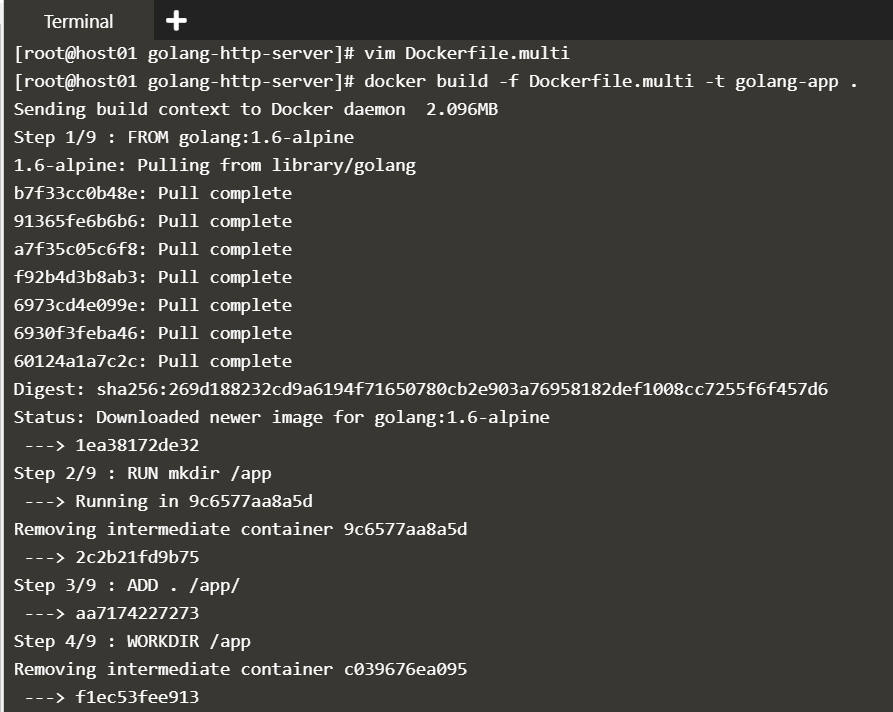 Terminal +
[root@host01 golang-http-server]# vim Dockerfile.multi
[root@host01 golang-http-server]# docker build -f Dockerfile.multi -t golang-app .
Sending build context to Docker daemon  2.096MB
Step 1/9 : FROM golang:1.6-alpine
1.6-alpine: Pulling from library/golang
b7f33cc0b48e: Pull complete
91365fe6b6b6: Pull complete
a7f35c05c6f8: Pull complete
f92b4d3b8ab3: Pull complete
6973cd4e099e: Pull complete
6930f3feba46: Pull complete
60124a1a7c2c: Pull complete
Digest: sha256:269d188232cd9a6194f71650780cb2e903a76958182def1008cc7255f6f457d6
Status: Downloaded newer image for golang:1.6-alpine
 ---> 1ea38172de32
Step 2/9 : RUN mkdir /app
 ---> Running in 9c6577aa8a5d
Removing intermediate container 9c6577aa8a5d
 ---> 2c2b21fd9b75
Step 3/9 : ADD . /app/
 ---> aa7174227273
Step 4/9 : WORKDIR /app
Removing intermediate container c039676ea095
 ---> f1ec53fee913